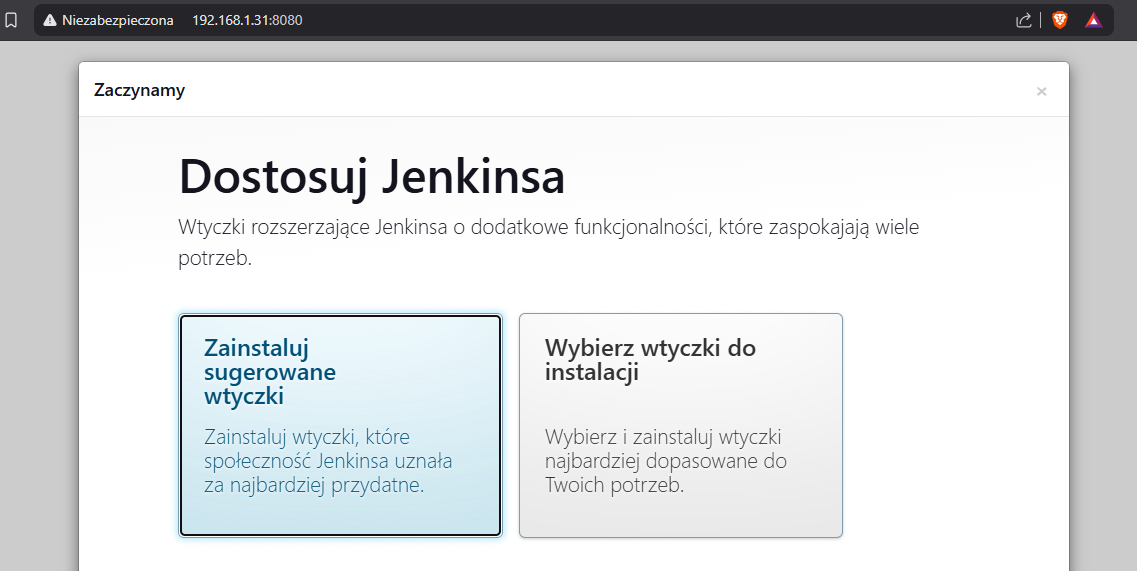 Niezabezpieczona 192.168.1.31:8080
Zaczynamy
×
Dostosuj Jenkinsa
Wtyczki rozszerzające Jenkinsa o dodatkowe funkcjonalności, które zaspokajają wiele
potrzeb.
Zainstaluj
sugerowane
wtyczki
Zainstaluj wtyczki, które
społeczność Jenkinsa uznała
za najbardziej przydatne.
Wybierz wtyczki do
instalacji
Wybierz i zainstaluj wtyczki
najbardziej dopasowane do
Twoich potrzeb.